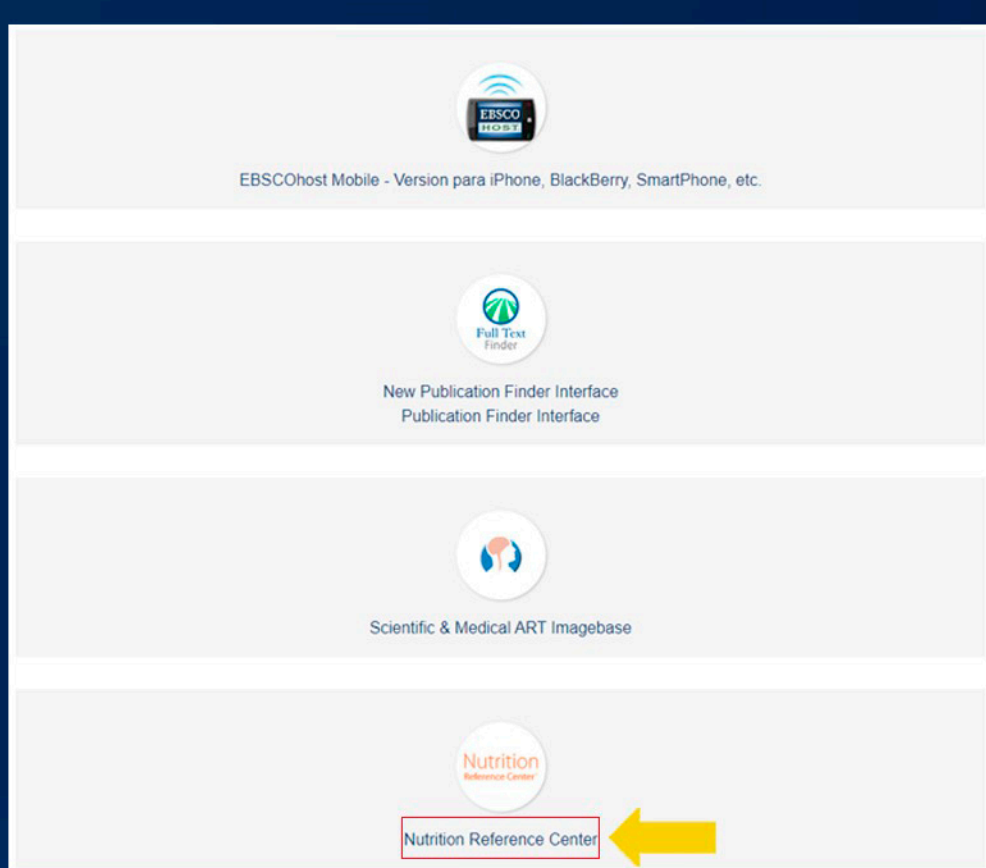 EBSCO
HOST
EBSCOhost Mobile - Version para iPhone, BlackBerry, SmartPhone, etc.
Full Text
Finder
New Publication Finder Interface
Publication Finder Interface
Scientific & Medical ART Imagebase
Nutrition
Reference Center
Nutrition Reference Center